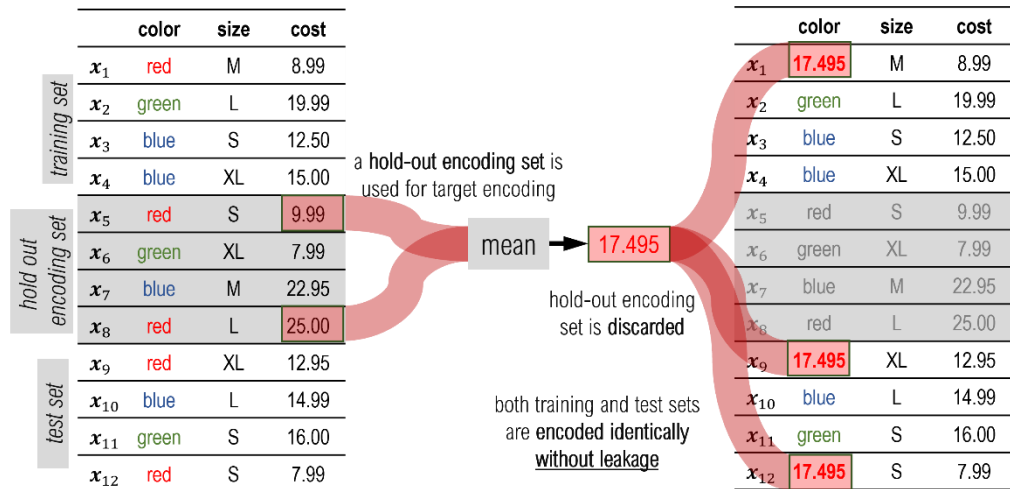 color size cost
x1 red M 8.99
x2 green L 19.99
x3 blue S 12.50
x4 blue XL 15.00
x5 red S 9.99
x6 green XL 7.99
x7 blue M 22.95
x8 red L 25.00
x9 red XL 12.95
x10 blue L 14.99
x11 green S 16.00
x12 red S 7.99
training set
hold out
encoding set
test set
a hold-out encoding set is
used for target encoding
mean
17.495
hold-out encoding
set is discarded
both training and test sets
are encoded identically
without leakage
color size cost
x1 17.495 M 8.99
x2 green L 19.99
x3 blue S 12.50
x4 blue XL 15.00
x5 red S 9.99
x6 green XL 7.99
x7 blue M 22.95
x8 red L 25.00
x9 17.495 XL 12.95
x10 blue L 14.99
x11 green S 16.00
x12 17.495 S 7.99